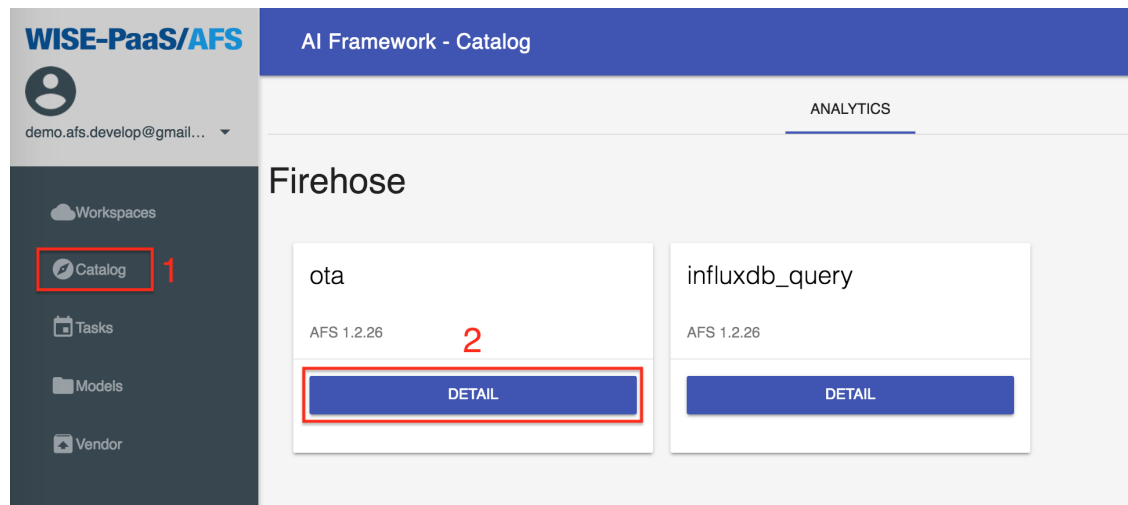 WISE-PaaS/AFS
AI Framework - Catalog
demo.afs.develop@gmail...
ANALYTICS
Firehose
Workspaces
Catalog
1
Tasks
Models
Vendor
ota
AFS 1.2.26
2
DETAIL
influxdb_query
AFS 1.2.26
DETAIL